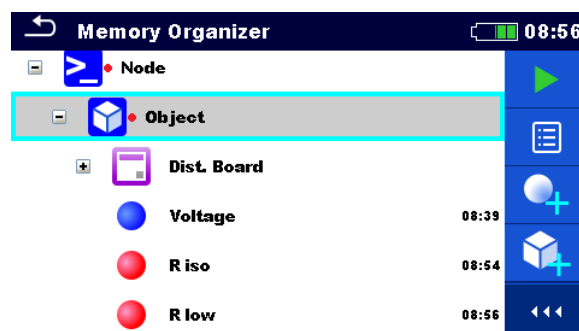 Memory Organizer 08:56
Node
Object
Dist. Board
Voltage 08:39
R iso 08:54
R low 08:56